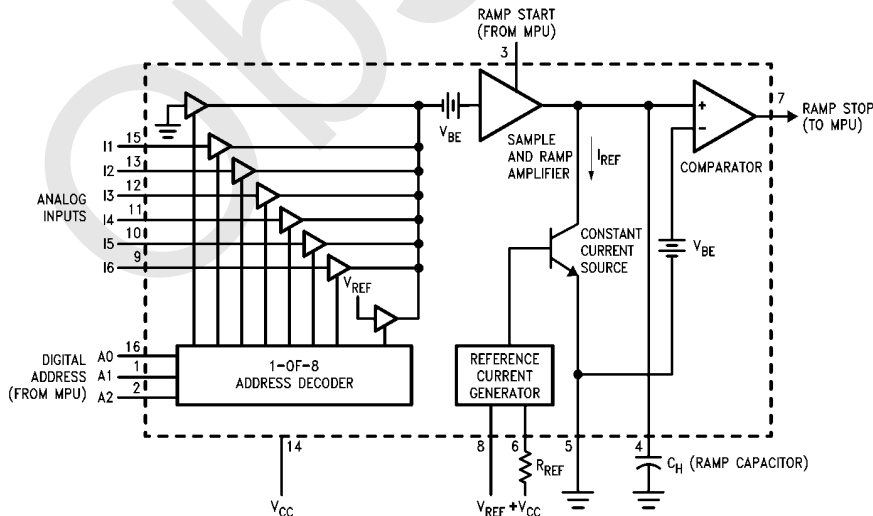 RAMP START
(FROM MPU)
3
7
RAMP STOP
(TO MPU)
VBE
SAMPLE
AND RAMP
AMPLIFIER
IREF
COMPARATOR
+
−
ANALOG
INPUTS
I1 15
I2 13
I3 12
I4 11
I5 10
I6 9
VREF
CONSTANT
CURRENT
SOURCE
VBE
DIGITAL
ADDRESS
(FROM MPU)
A0 16
A1 1
A2 2
1-OF-8
ADDRESS DECODER
REFERENCE
CURRENT
GENERATOR
14
8
6
5
4
RREF
CH (RAMP CAPACITOR)
VCC
VREF +VCC
Obs